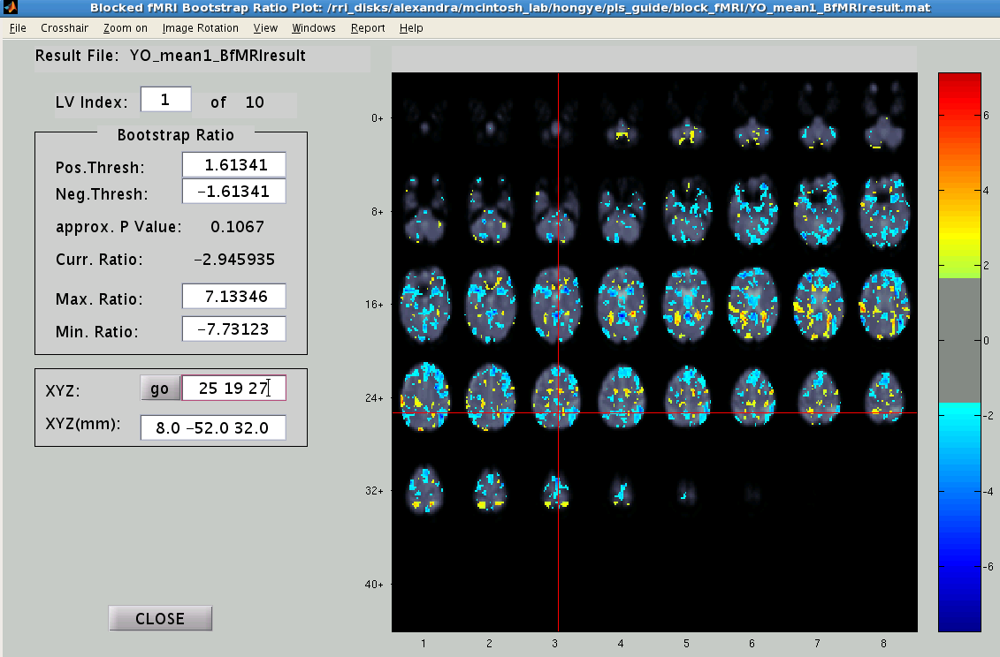 Blocked fMRI Bootstrap Ratio Plot: /rri_disks/alexandra/mcintosh_lab/hongye/pls_guide/block_fMRI/YO_mean1_BfMRIresult.mat
File Crosshair Zoom on Image Rotation View Windows Report Help
Result File: YO_mean1_BfMRIresult
LV Index: 1 of 10
Bootstrap Ratio
Pos.Thresh: 1.61341
Neg.Thresh: −1.61341
approx. P Value: 0.1067
Curr. Ratio: −2.945935
Max. Ratio: 7.13346
Min. Ratio: −7.73123
XYZ: go 25 19 27
XYZ(mm): 8.0 −52.0 32.0
CLOSE
0+
8+
16+
24+
32+
40+
1 2 3 4 5 6 7 8
6
4
2
0
−2
−4
−6